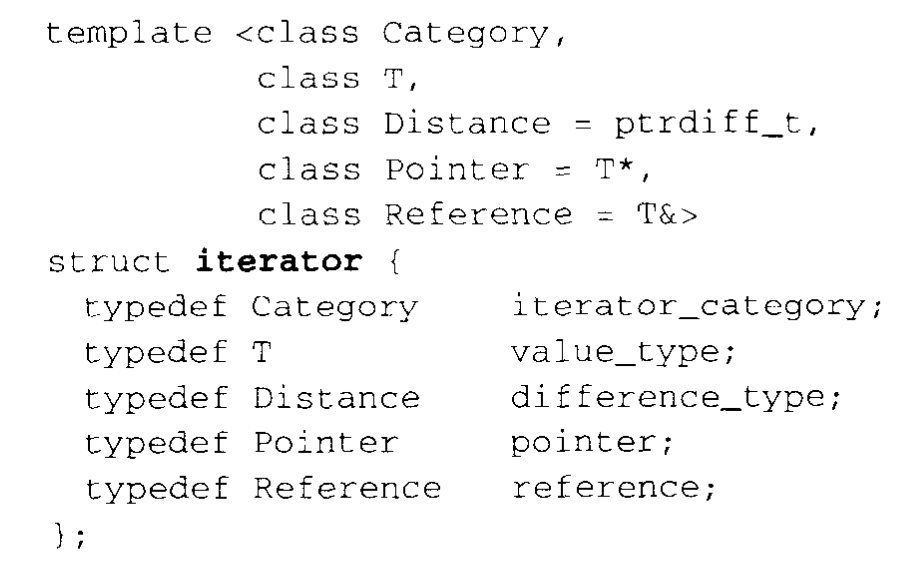 template <class Category,
          class T,
          class Distance = ptrdiff_t,
          class Pointer = T*,
          class Reference = T&>
struct iterator {
  typedef Category    iterator_category;
  typedef T           value_type;
  typedef Distance    difference_type;
  typedef Pointer     pointer;
  typedef Reference   reference;
};